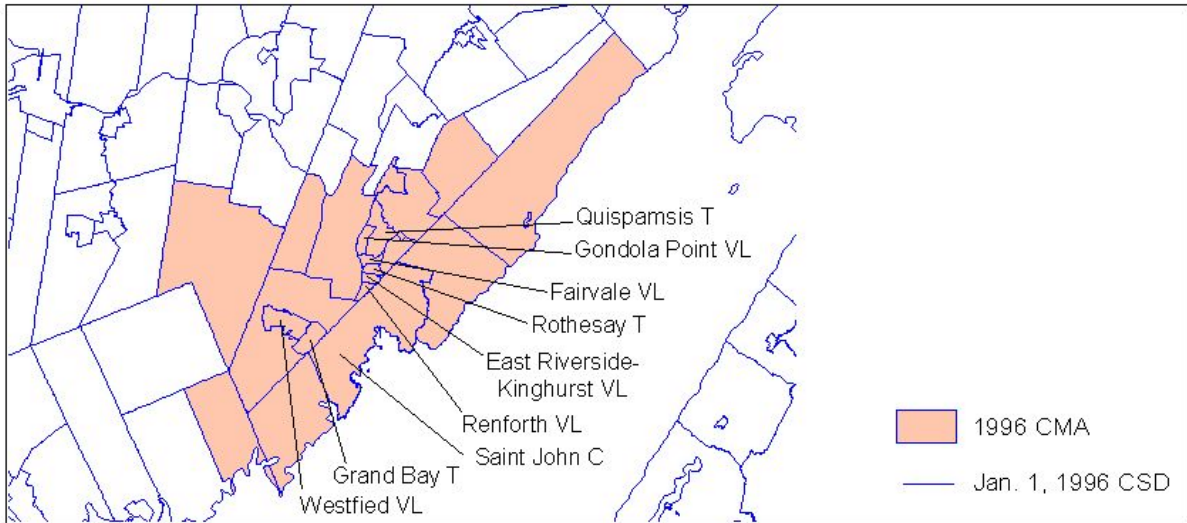 Quispamsis T
Gondola Point VL
Fairvale VL
Rothesay T
East Riverside-
Kinghurst VL
Renforth VL
Saint John C
Grand Bay T
Westfied VL
1996 CMA
Jan. 1, 1996 CSD